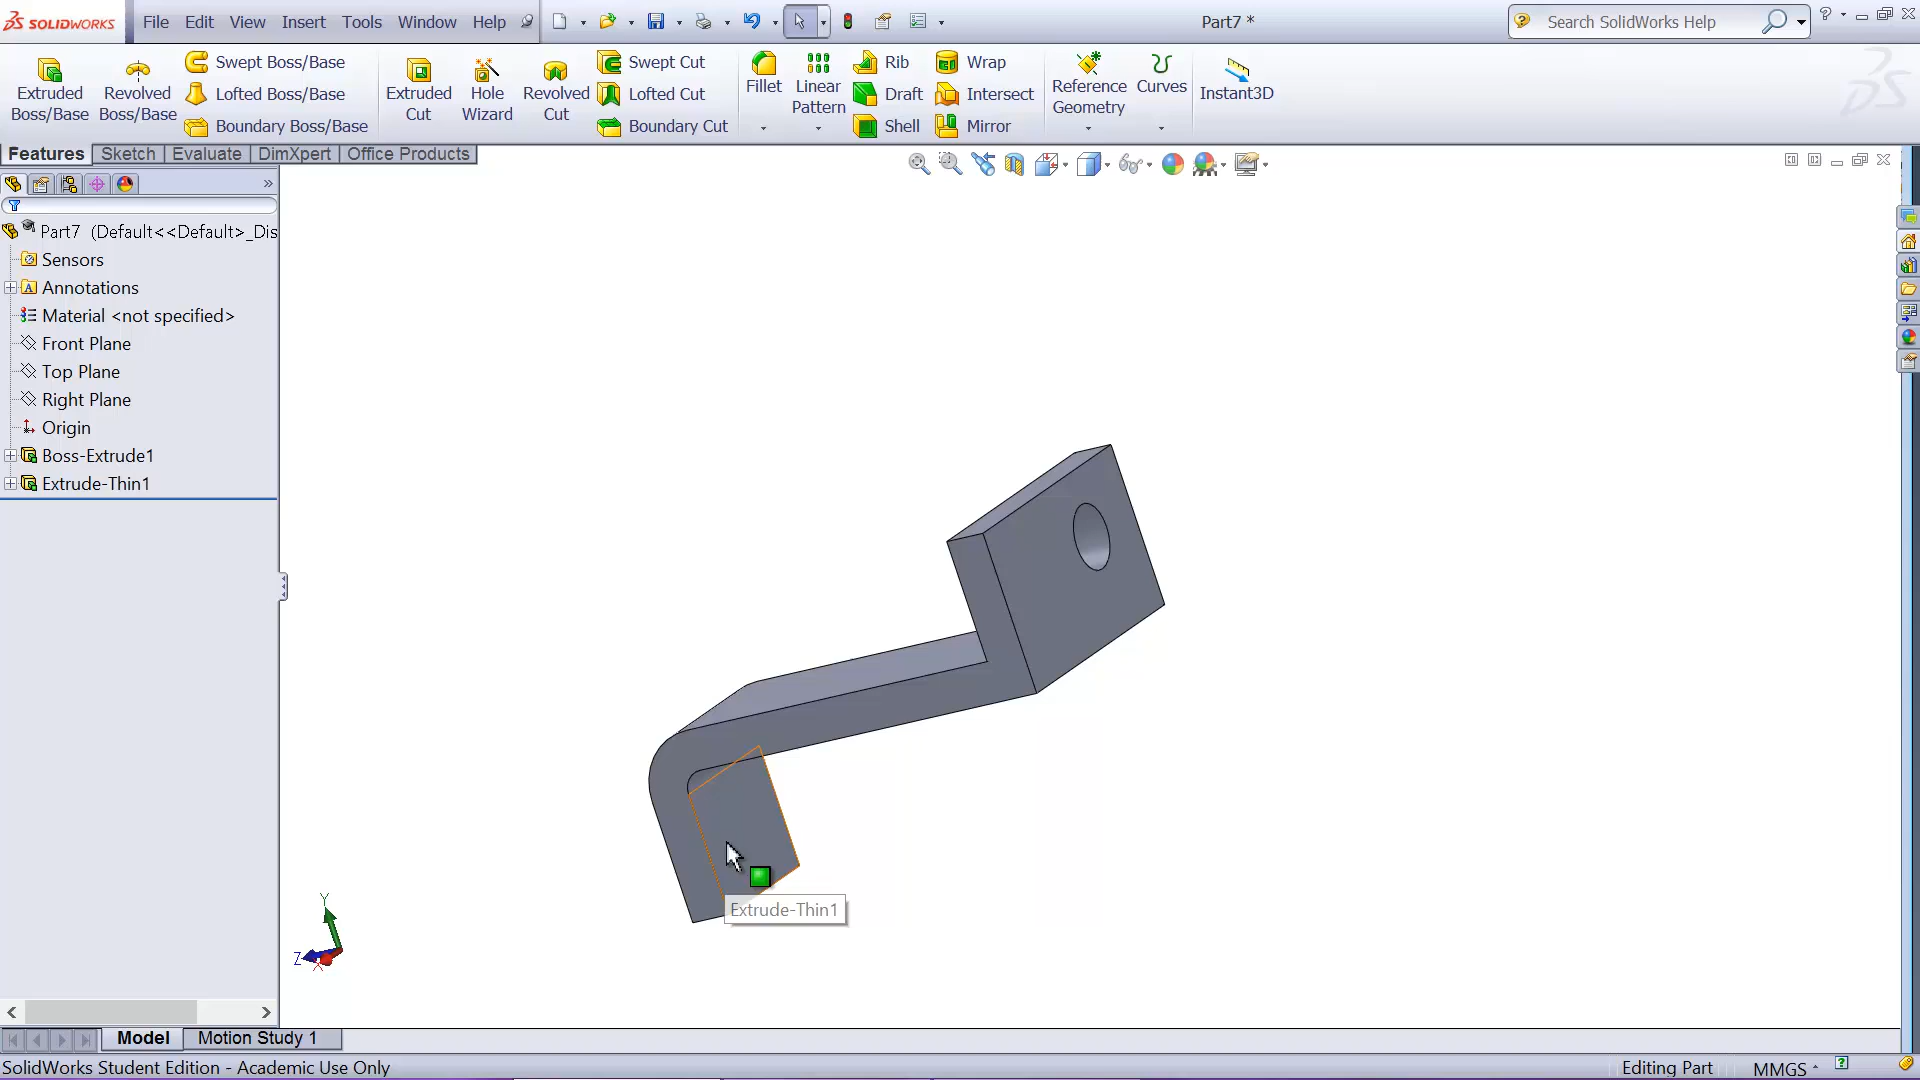 SOLIDWORKS File Edit View Insert Tools Window Help Part7 * Search SolidWorks Help ?
Extruded Boss/Base
Revolved Boss/Base
Swept Boss/Base
Lofted Boss/Base
Boundary Boss/Base
Extruded Cut
Hole Wizard
Revolved Cut
Swept Cut
Lofted Cut
Boundary Cut
Fillet
Linear Pattern
Rib
Draft
Shell
Wrap
Intersect
Mirror
Reference Geometry
Curves
Instant3D
Features Sketch Evaluate DimXpert Office Products
Part7 (Default<<Default>_Dis
Sensors
Annotations
Material <not specified>
Front Plane
Top Plane
Right Plane
Origin
Boss-Extrude1
Extrude-Thin1
Extrude-Thin1
Y
Z
X
Model Motion Study 1
SolidWorks Student Edition - Academic Use Only Editing Part MMGS